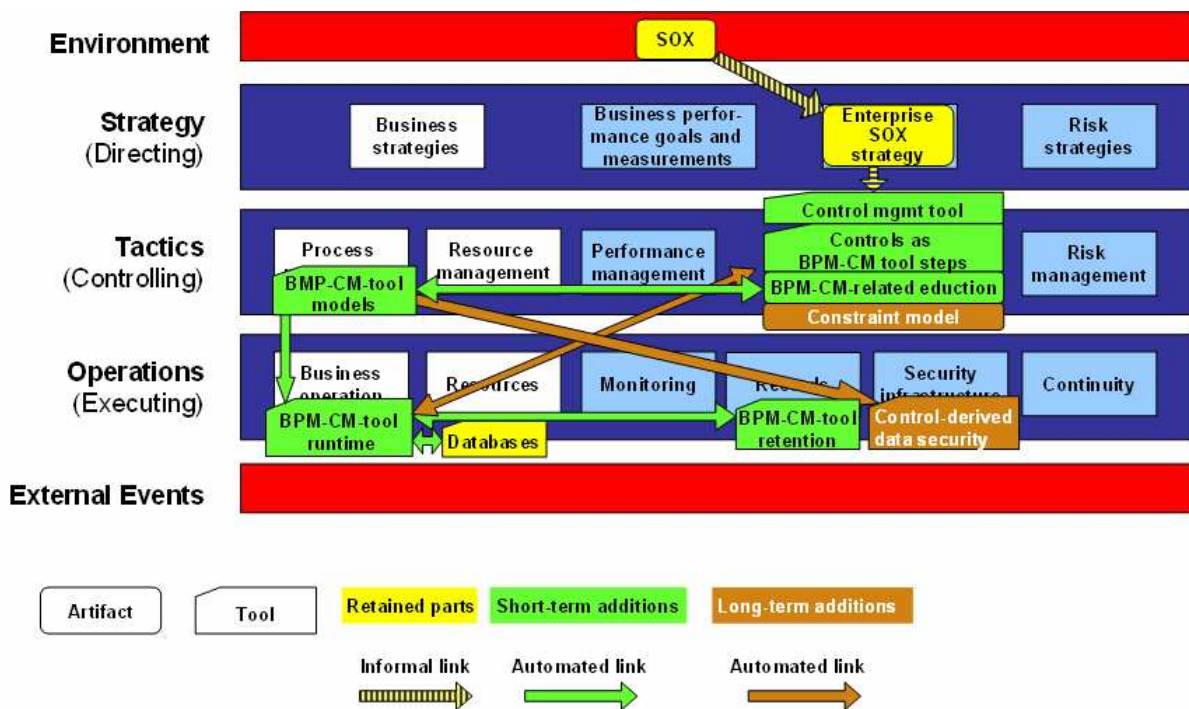 Environment
SOX
Strategy
(Directing)
Business
strategies
Business perfor-
mance goals and
measurements
Enterprise
SOX
strategy
Risk
strategies
Tactics
(Controlling)
Process
BMP-CM-tool
models
Resource
management
Performance
management
Control mgmt tool
Controls as
BPM-CM tool steps
BPM-CM-related eduction
Constraint model
Risk
management
Operations
(Executing)
Business
operation
BPM-CM-tool
runtime
Resources
Databases
Monitoring
Records
BPM-CM-tool
retention
Security
infrastructure
Control-derived
data security
Continuity
External Events
Artifact
Tool
Retained parts
Short-term additions
Long-term additions
Informal link
Automated link
Automated link